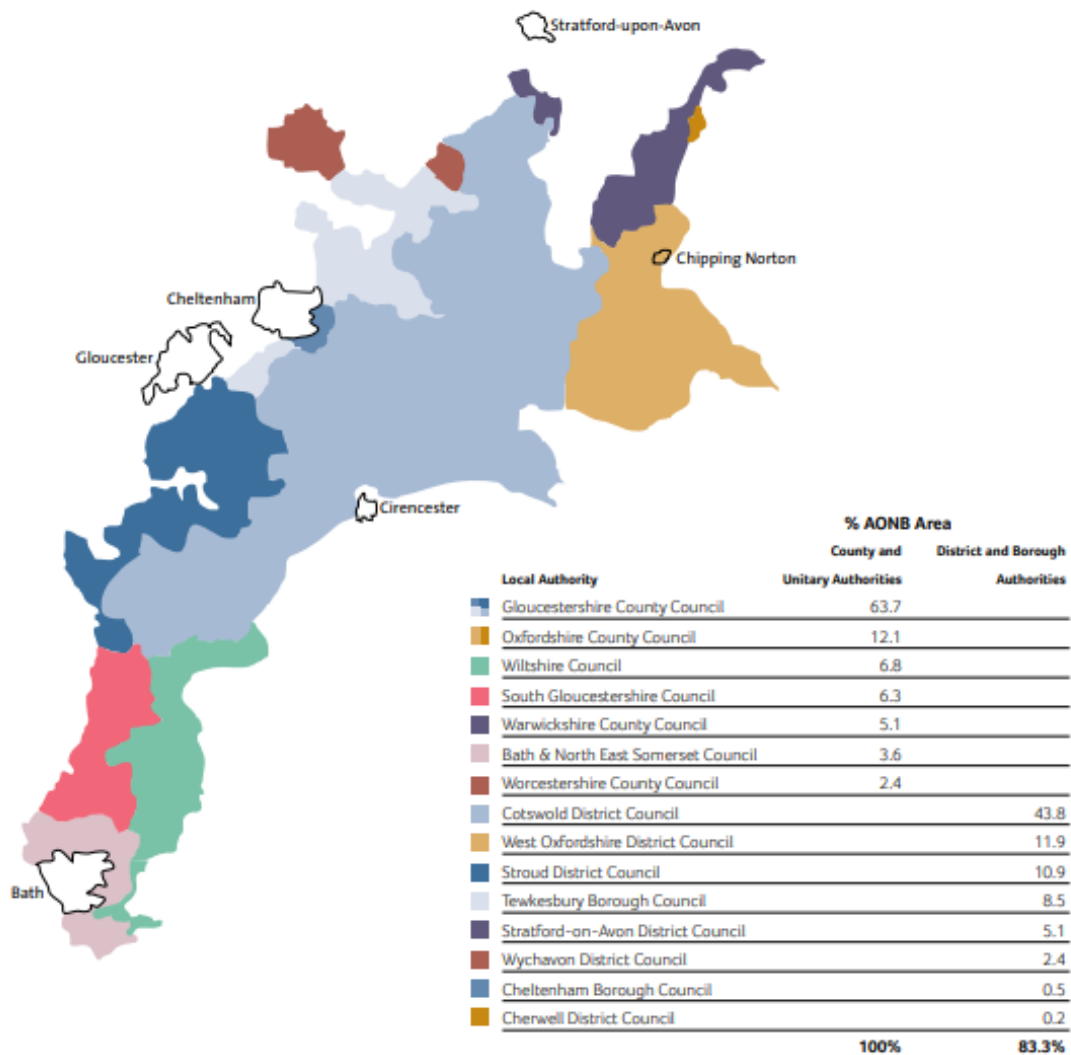 Stratford-upon-Avon
Chipping Norton
Cheltenham
Gloucester
Cirencester
Bath
% AONB Area
County and District and Borough
Local Authority Unitary Authorities Authorities
Gloucestershire County Council 63.7
Oxfordshire County Council 12.1
Wiltshire Council 6.8
South Gloucestershire Council 6.3
Warwickshire County Council 5.1
Bath & North East Somerset Council 3.6
Worcestershire County Council 2.4
Cotswold District Council 43.8
West Oxfordshire District Council 11.9
Stroud District Council 10.9
Tewkesbury Borough Council 8.5
Stratford-on-Avon District Council 5.1
Wychavon District Council 2.4
Cheltenham Borough Council 0.5
Cherwell District Council 0.2
100% 83.3%